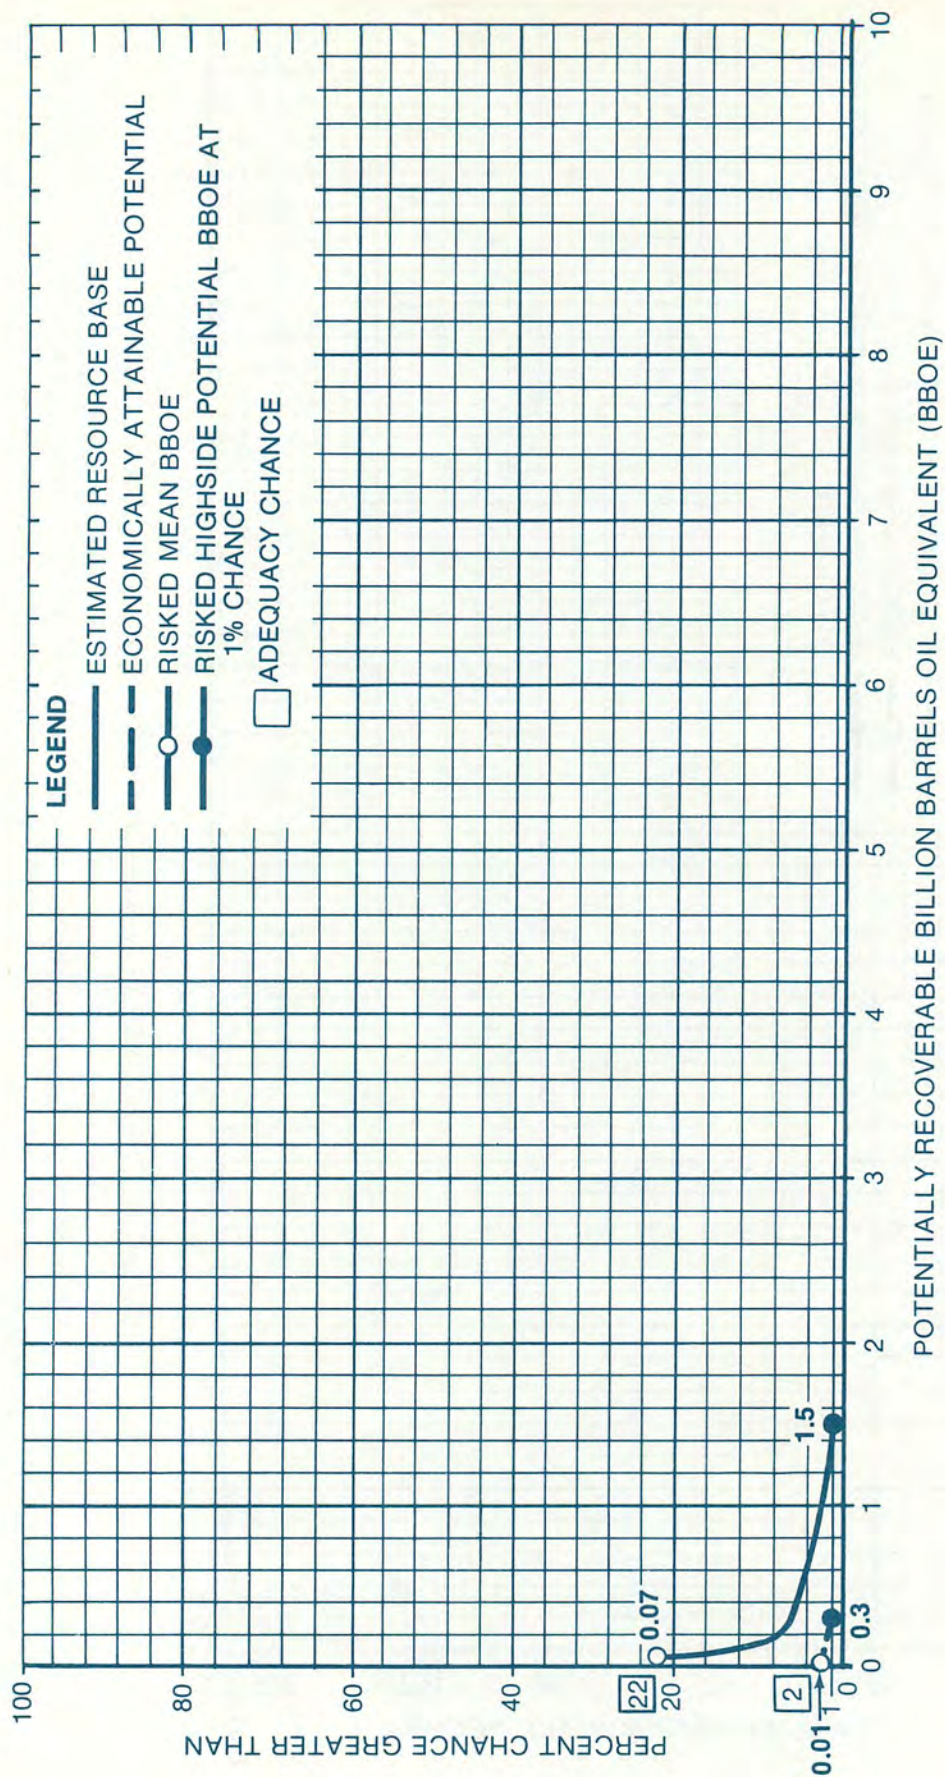 LEGEND
ESTIMATED RESOURCE BASE
ECONOMICALLY ATTAINABLE POTENTIAL
RISKED MEAN BBOE
RISKED HIGHSIDE POTENTIAL BBOE AT
1% CHANCE
ADEQUACY CHANCE
PERCENT CHANCE GREATER THAN
100
80
60
40
22
20
2
1
0
0.01
0.07
0.3
1.5
0 1 2 3 4 5 6 7 8 9 10
POTENTIALLY RECOVERABLE BILLION BARRELS OIL EQUIVALENT (BBOE)